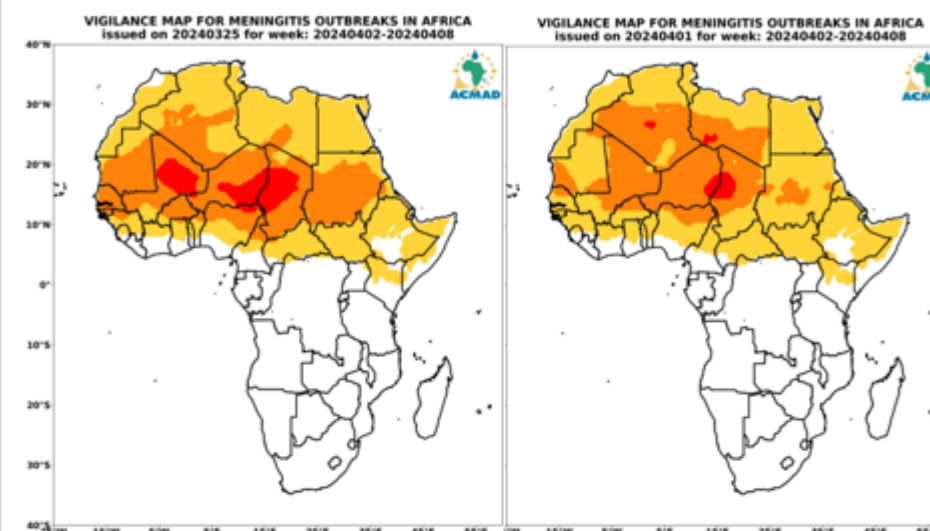 VIGILANCE MAP FOR MENINGITIS OUTBREAKS IN AFRICA
issued on 20240325 for week: 20240402-20240408
40°N
30°N
20°N
10°N
0°
10°S
20°S
30°S
40°S
ACMAD
VIGILANCE MAP FOR MENINGITIS OUTBREAKS IN AFRICA
issued on 20240401 for week: 20240402-20240408